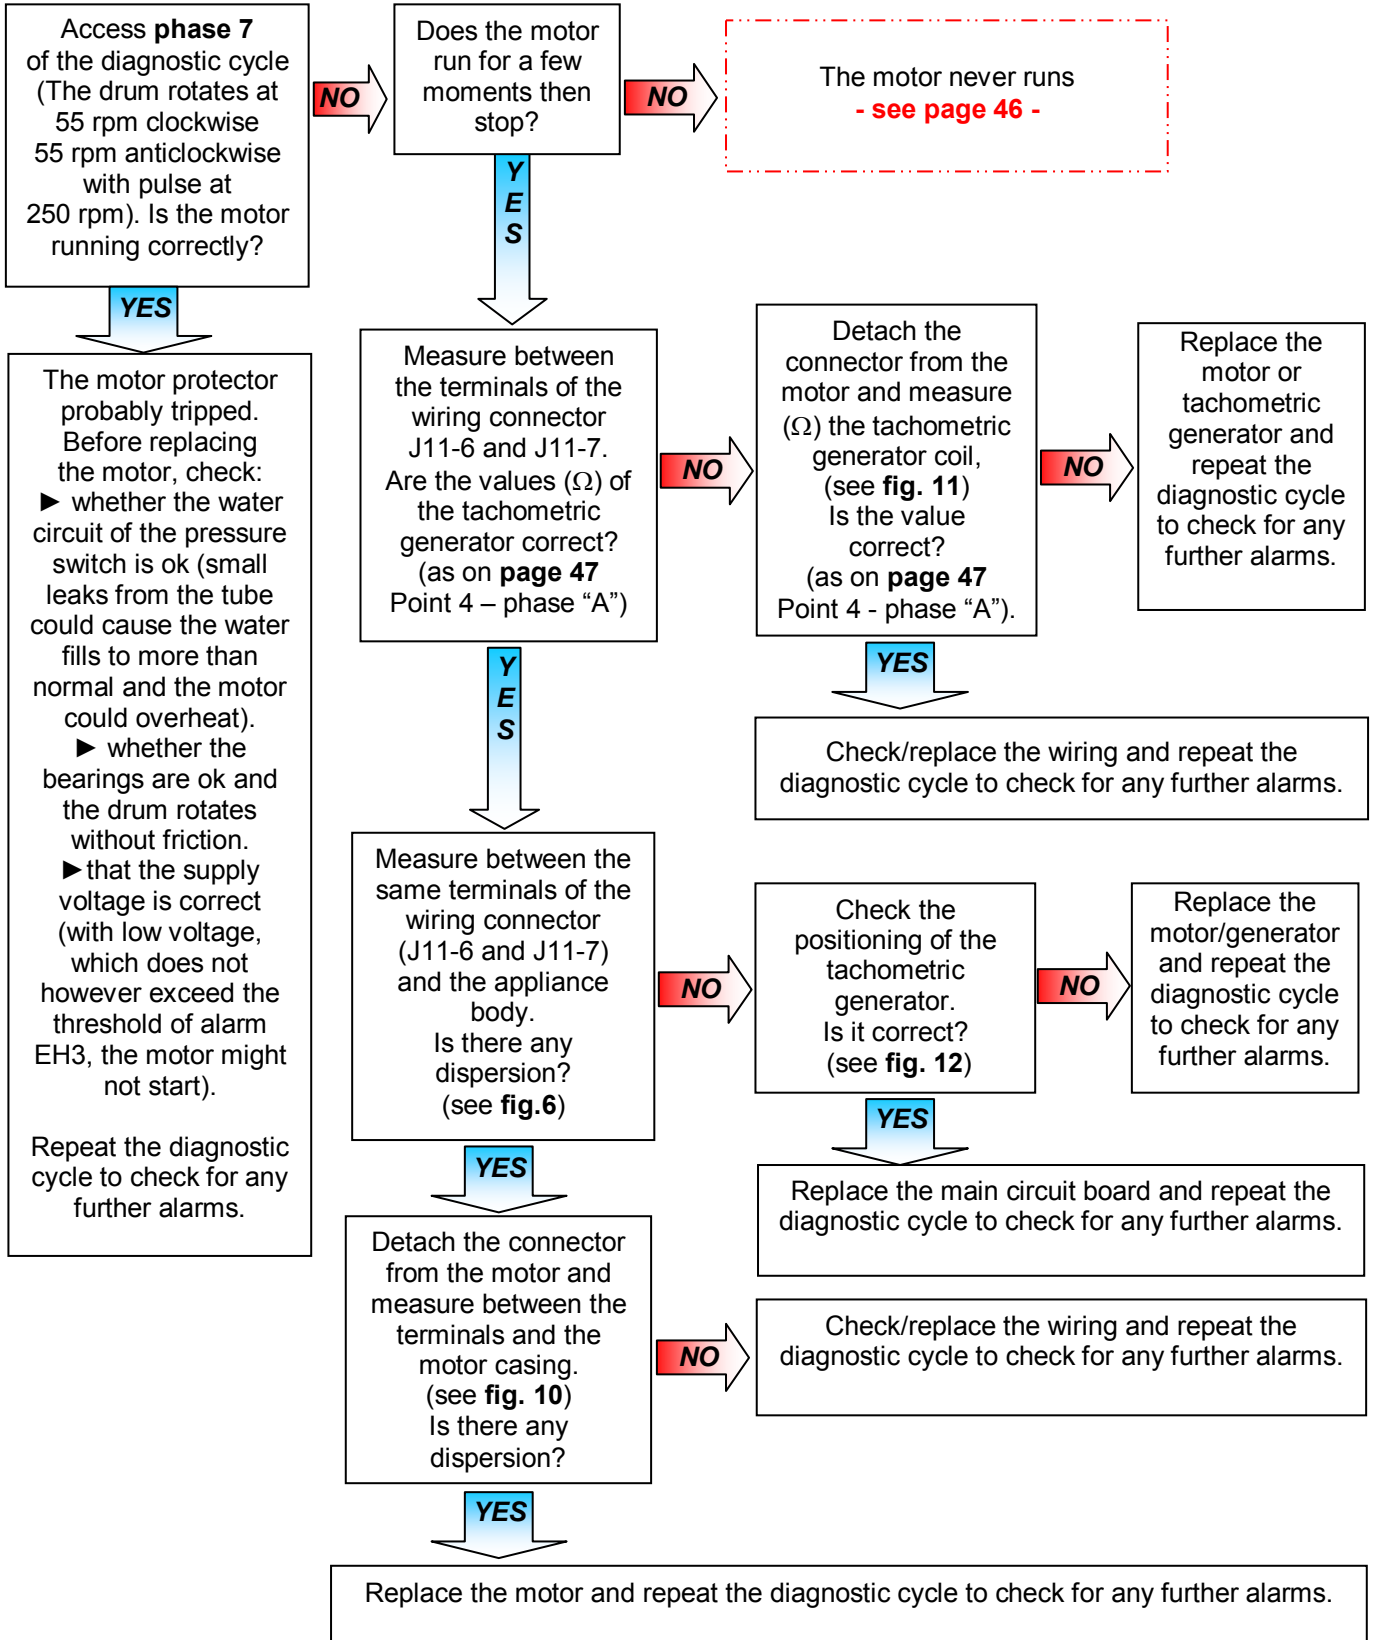 Access phase 7
of the diagnostic cycle
(The drum rotates at
55 rpm clockwise
55 rpm anticlockwise
with pulse at
250 rpm). Is the motor
running correctly?
NO
Does the motor
run for a few
moments then
stop?
NO
The motor never runs
- see page 46 -
YES
The motor protector
probably tripped.
Before replacing
the motor, check:
► whether the water
circuit of the pressure
switch is ok (small
leaks from the tube
could cause the water
fills to more than
normal and the motor
could overheat).
► whether the
bearings are ok and
the drum rotates
without friction.
►that the supply
voltage is correct
(with low voltage,
which does not
however exceed the
threshold of alarm
EH3, the motor might
not start).
Repeat the diagnostic
cycle to check for any
further alarms.
Y
E
S
Measure between
the terminals of the
wiring connector
J11-6 and J11-7.
Are the values (Ω) of
the tachometric
generator correct?
(as on page 47
Point 4 – phase “A”)
NO
Detach the
connector from the
motor and measure
(Ω) the tachometric
generator coil,
(see fig. 11)
Is the value
correct?
(as on page 47
Point 4 - phase “A”).
NO
Replace the
motor or
tachometric
generator and
repeat the
diagnostic cycle
to check for any
further alarms.
YES
Check/replace the wiring and repeat the
diagnostic cycle to check for any further alarms.
Y
E
S
Measure between the
same terminals of the
wiring connector
(J11-6 and J11-7)
and the appliance
body.
Is there any
dispersion?
(see fig.6)
NO
Check the
positioning of the
tachometric
generator.
Is it correct?
(see fig. 12)
NO
Replace the
motor/generator
and repeat the
diagnostic cycle
to check for any
further alarms.
YES
Replace the main circuit board and repeat the
diagnostic cycle to check for any further alarms.
YES
Detach the connector
from the motor and
measure between the
terminals and the
motor casing.
(see fig. 10)
Is there any
dispersion?
NO
Check/replace the wiring and repeat the
diagnostic cycle to check for any further alarms.
YES
Replace the motor and repeat the diagnostic cycle to check for any further alarms.